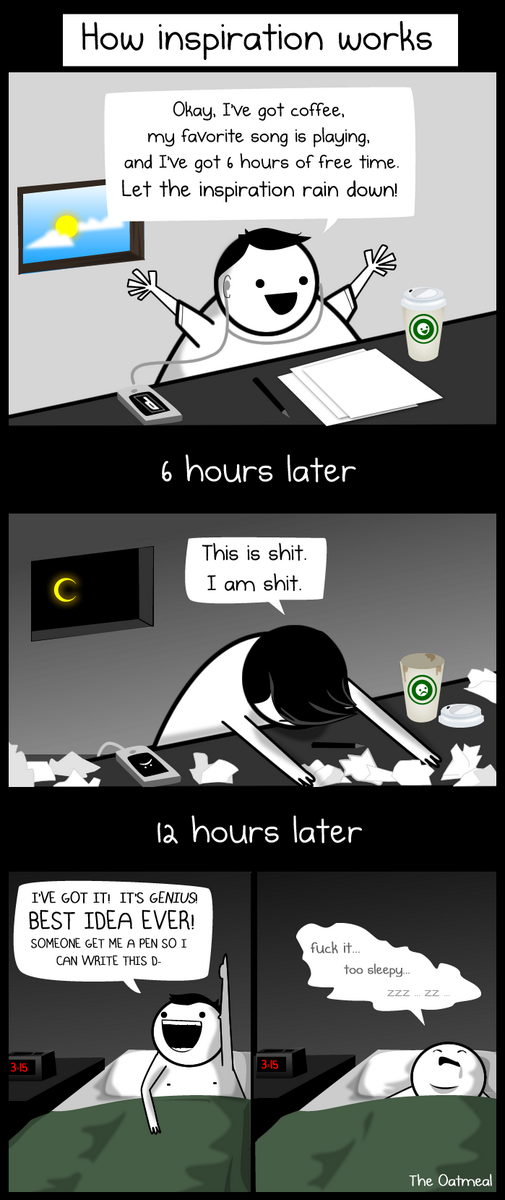 How inspiration works
Okay, I've got coffee,
my favorite song is playing,
and I've got 6 hours of free time.
Let the inspiration rain down!
6 hours later
This is shit.
I am shit.
12 hours later
I'VE GOT IT! IT'S GENIUS!
BEST IDEA EVER!
SOMEONE GET ME A PEN SO I
CAN WRITE THIS D-
3:15
fuck it...
too sleepy...
zzz ... zz ...
3:15
The Oatmeal